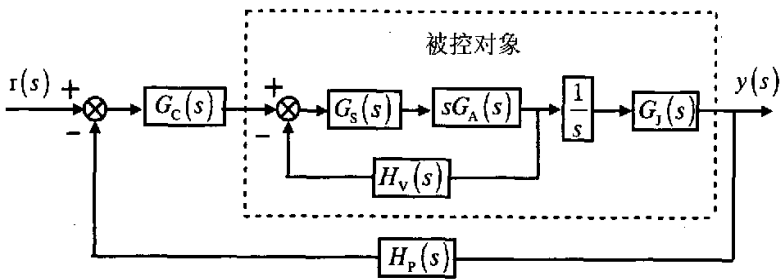 被控对象
r(s)
+
−
G_C(s)
+
−
G_S(s)
sG_A(s)
1/s
G_J(s)
y(s)
H_V(s)
H_P(s)